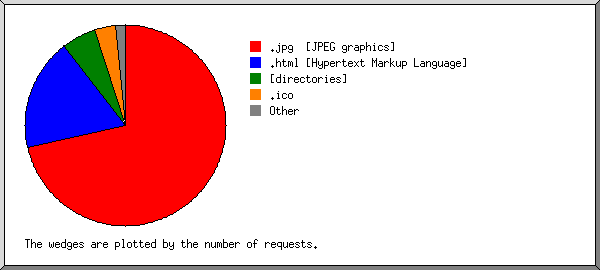 .jpg [JPEG graphics]
.html [Hypertext Markup Language]
[directories]
.ico
Other
The wedges are plotted by the number of requests.